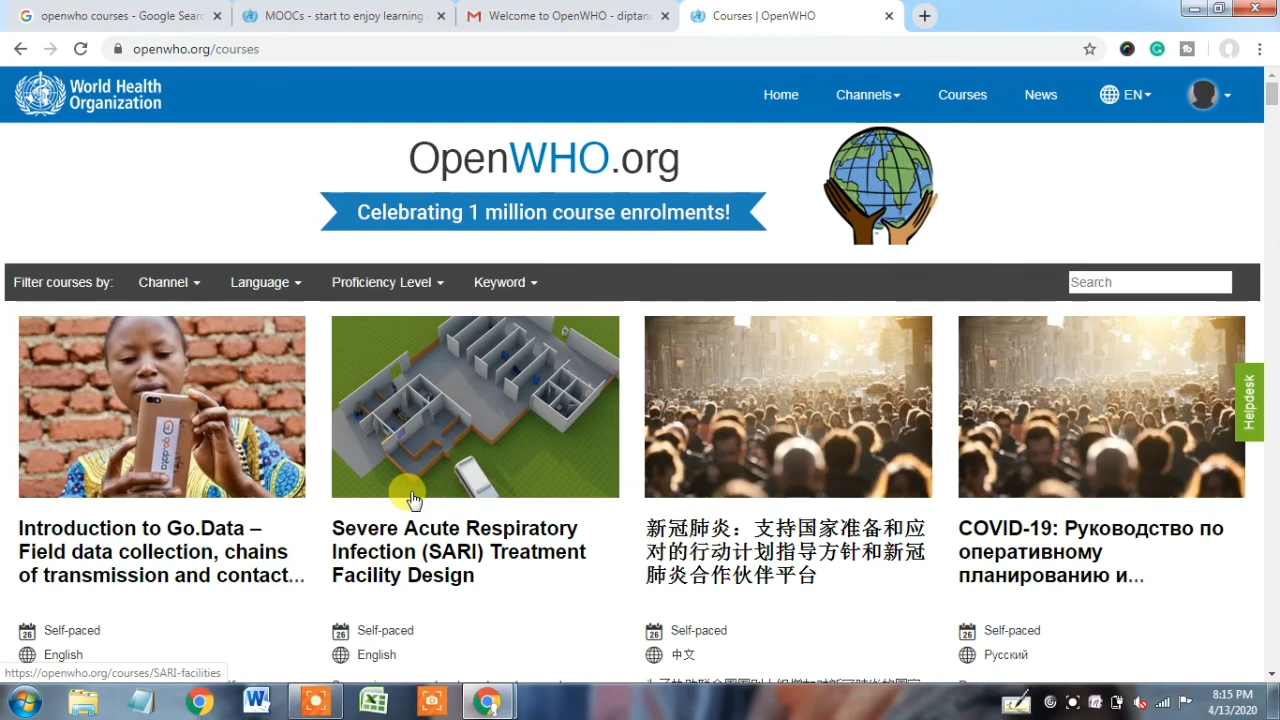 openwho courses - Google Sear
MOOCs - start to enjoy learning
Welcome to OpenWHO - diptan
Courses | OpenWHO
openwho.org/courses
World Health
Organization
Home
Channels
Courses
News
EN
OpenWHO.org
Celebrating 1 million course enrolments!
Filter courses by:
Channel
Language
Proficiency Level
Keyword
Search
go.data
Helpdesk
Introduction to Go.Data –
Field data collection, chains
of transmission and contact...
Severe Acute Respiratory
Infection (SARI) Treatment
Facility Design
新冠肺炎：支持国家准备和应
对的行动计划指导方针和新冠
肺炎合作伙伴平台
COVID-19: Руководство по
оперативному
планированию и...
26 Self-paced
26 Self-paced
26 Self-paced
26 Self-paced
English
English
中文
Русский
https://openwho.org/courses/SARI-facilities
8:15 PM
4/13/2020